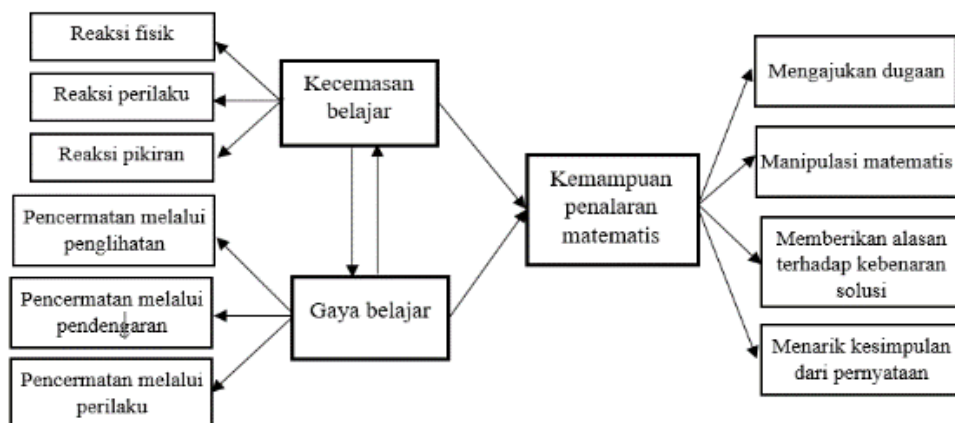 Reaksi fisik
Reaksi perilaku
Reaksi pikiran
Pencermatan melalui
penglihatan
Pencermatan melalui
pendengaran
Pencermatan melalui
perilaku
Kecemasan
belajar
Gaya belajar
Kemampuan
penalaran
matematis
Mengajukan dugaan
Manipulasi matematis
Memberikan alasan
terhadap kebenaran
solusi
Menarik kesimpulan
dari pernyataan